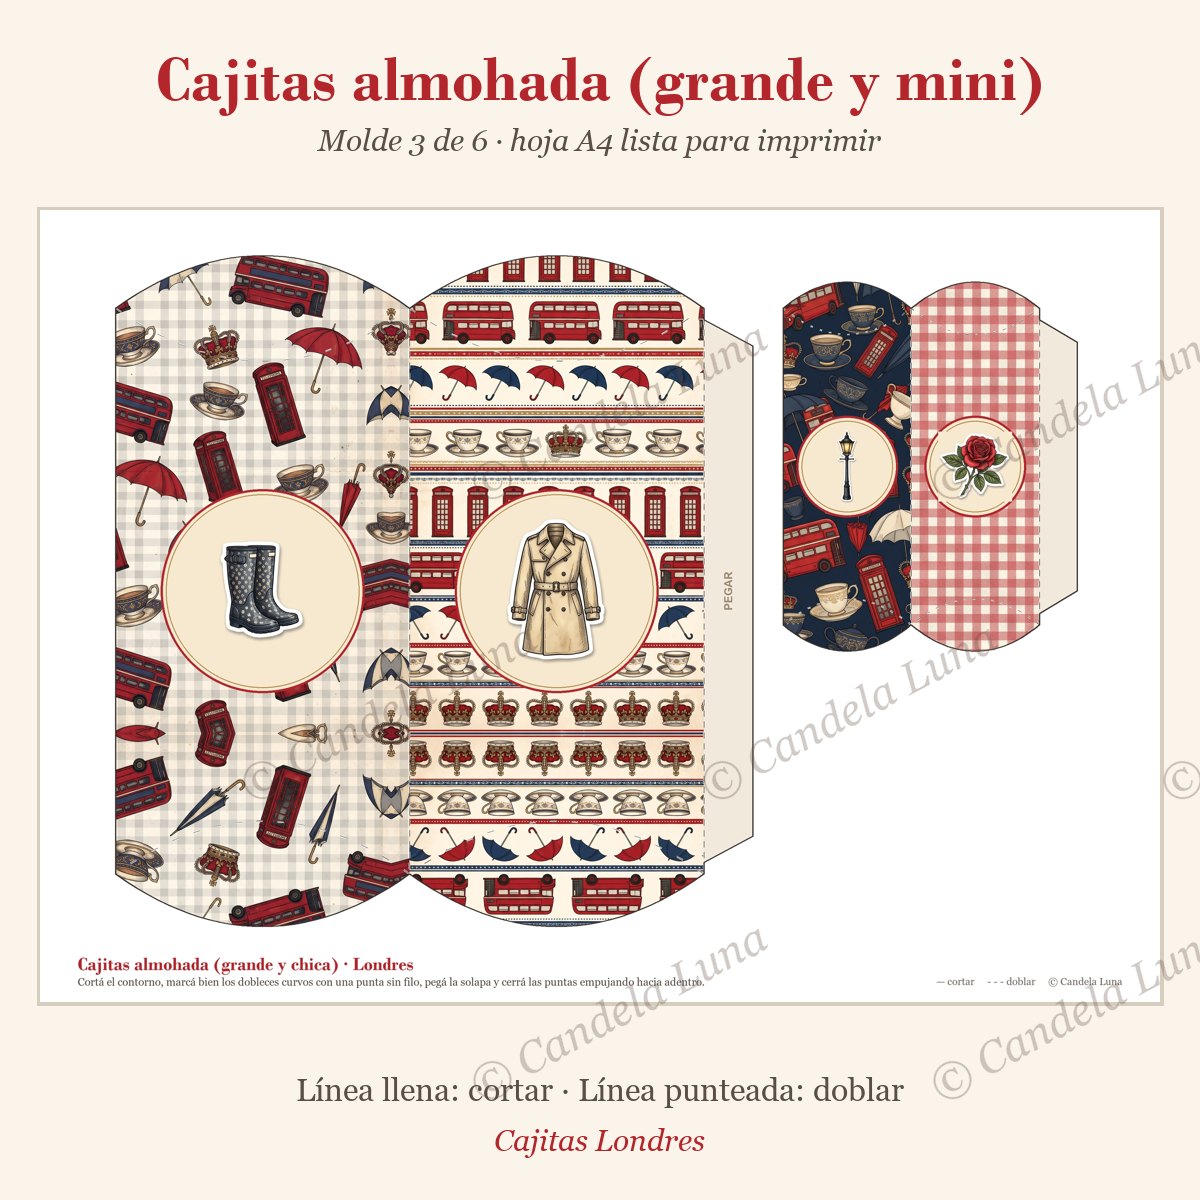 Cajitas almohada (grande y mini)
Molde 3 de 6 · hoja A4 lista para imprimir
PEGAR
© Candela Luna
© Candela Luna
© Candela Luna
© Candela Luna
Cajitas almohada (grande y chica) · Londres
Cortá el contorno, marcá bien los dobleces curvos con una punta sin filo, pegá la solapa y cerrá las puntas empujando hacia adentro.
— cortar - - - doblar © Candela Luna
© Candela Luna
© Candela Luna
Línea llena: cortar · Línea punteada: doblar
Cajitas Londres